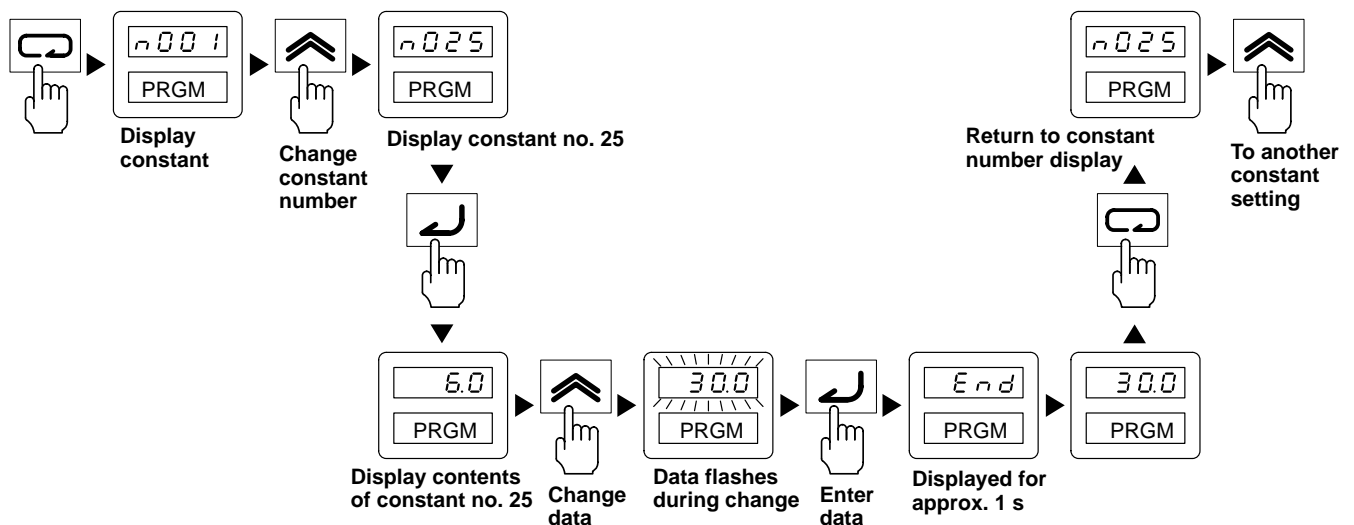 n001
PRGM
Display
constant
Change
constant
number
n025
PRGM
Display constant no. 25
6.0
PRGM
Display contents
of constant no. 25
Change
data
30.0
PRGM
Data flashes
during change
Enter
data
End
PRGM
Displayed for
approx. 1 s
30.0
PRGM
n025
PRGM
Return to constant
number display
To another
constant
setting